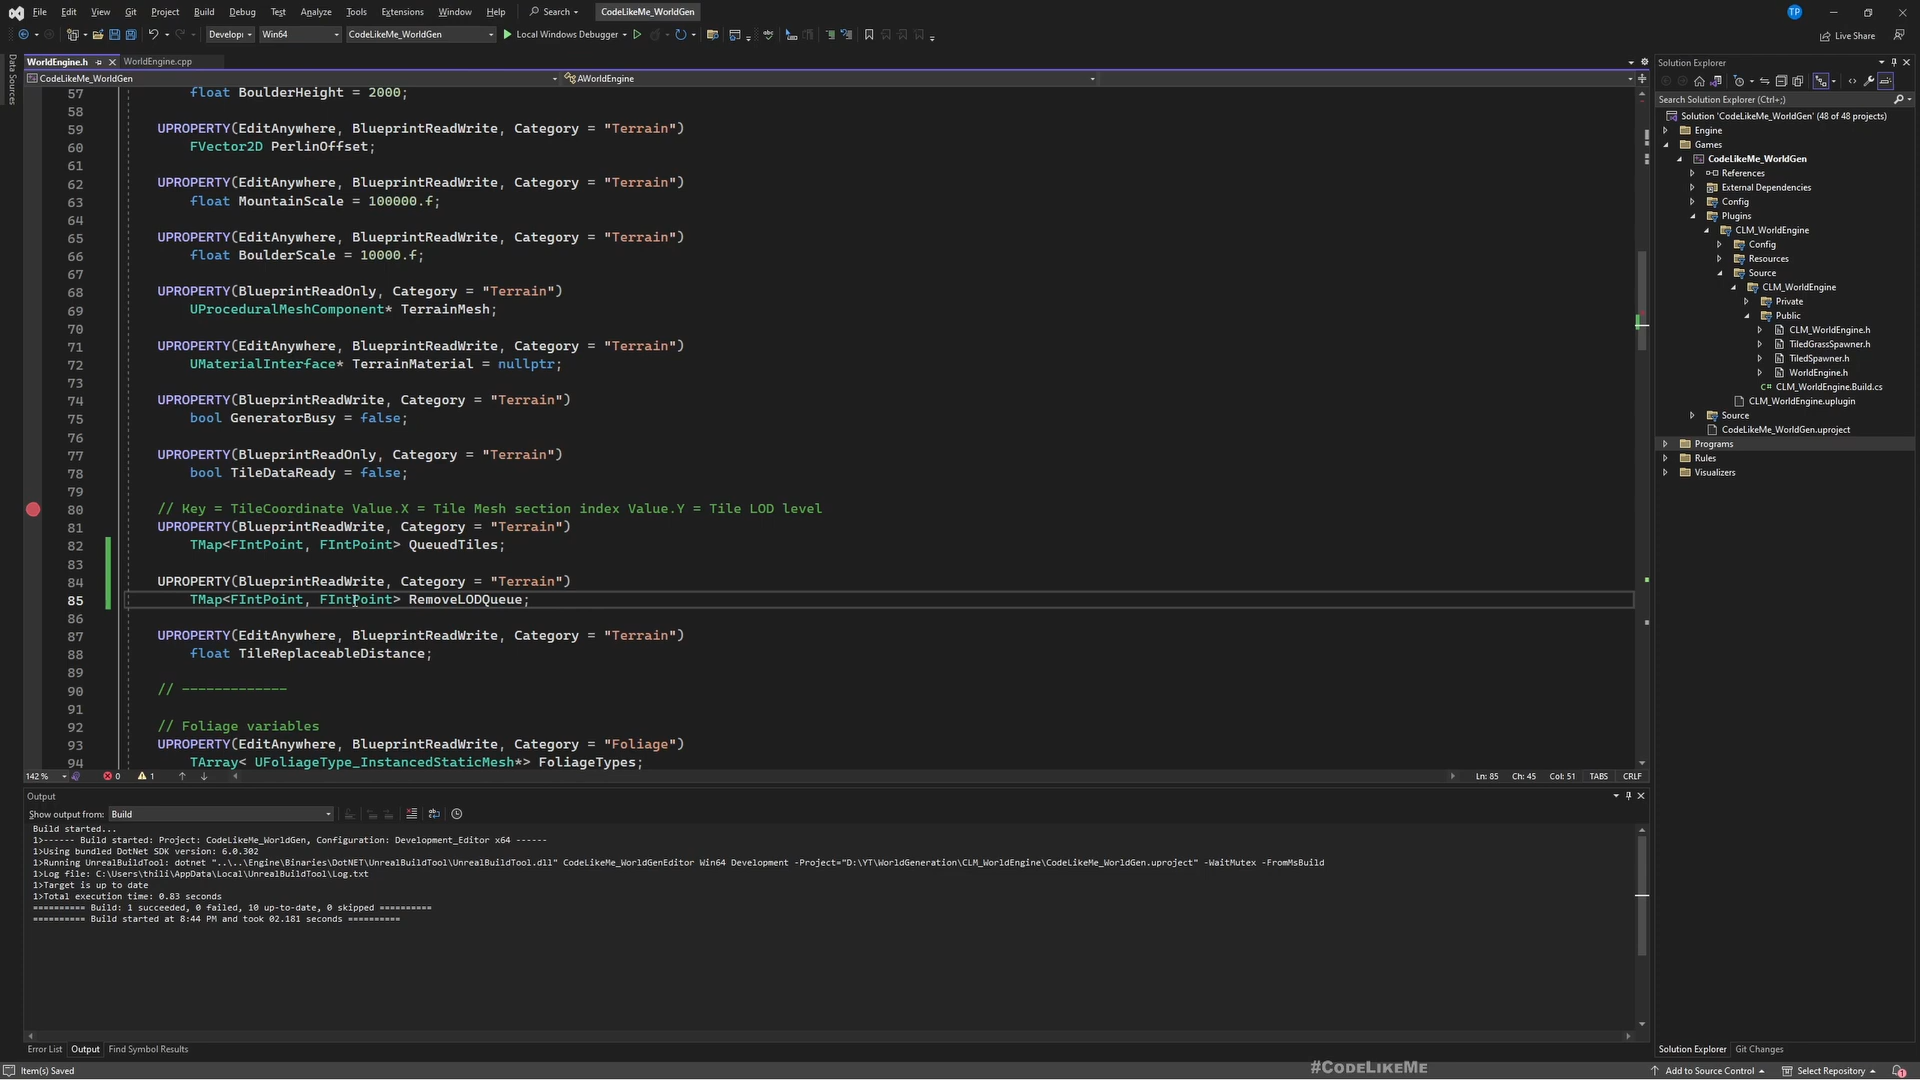 File Edit View Git Project Build Debug Test Analyze Tools Extensions Window Help Search CodeLikeMe_WorldGen TP
Develop Win64 CodeLikeMe_WorldGen Local Windows Debugger Live Share
Data Sources
WorldEngine.h WorldEngine.cpp
CodeLikeMe_WorldGen AWorldEngine
57 float BoulderHeight = 2000;
58
59 UPROPERTY(EditAnywhere, BlueprintReadWrite, Category = "Terrain")
60 FVector2D PerlinOffset;
61
62 UPROPERTY(EditAnywhere, BlueprintReadWrite, Category = "Terrain")
63 float MountainScale = 100000.f;
64
65 UPROPERTY(EditAnywhere, BlueprintReadWrite, Category = "Terrain")
66 float BoulderScale = 10000.f;
67
68 UPROPERTY(BlueprintReadOnly, Category = "Terrain")
69 UProceduralMeshComponent* TerrainMesh;
70
71 UPROPERTY(EditAnywhere, BlueprintReadWrite, Category = "Terrain")
72 UMaterialInterface* TerrainMaterial = nullptr;
73
74 UPROPERTY(BlueprintReadWrite, Category = "Terrain")
75 bool GeneratorBusy = false;
76
77 UPROPERTY(BlueprintReadOnly, Category = "Terrain")
78 bool TileDataReady = false;
79
80 // Key = TileCoordinate Value.X = Tile Mesh section index Value.Y = Tile LOD level
81 UPROPERTY(BlueprintReadWrite, Category = "Terrain")
82 TMap<FIntPoint, FIntPoint> QueuedTiles;
83
84 UPROPERTY(BlueprintReadWrite, Category = "Terrain")
85 TMap<FIntPoint, FIntPoint> RemoveLODQueue;
86
87 UPROPERTY(EditAnywhere, BlueprintReadWrite, Category = "Terrain")
88 float TileReplaceableDistance;
89
90 // -------------
91
92 // Foliage variables
93 UPROPERTY(EditAnywhere, BlueprintReadWrite, Category = "Foliage")
94 TArray< UFoliageType_InstancedStaticMesh*> FoliageTypes;
142 % 0 1 Ln: 85 Ch: 45 Col: 51 TABS CRLF
Output
Show output from: Build
Build started...
1>------ Build started: Project: CodeLikeMe_WorldGen, Configuration: Development_Editor x64 ------
1>Using bundled DotNet SDK version: 6.0.302
1>Running UnrealBuildTool: dotnet "..\..\Engine\Binaries\DotNET\UnrealBuildTool\UnrealBuildTool.dll" CodeLikeMe_WorldGenEditor Win64 Development -Project="D:\YT\WorldGeneration\CLM_WorldEngine\CodeLikeMe_WorldGen.uproject" -WaitMutex -FromMsBuild
1>Log file: C:\Users\thili\AppData\Local\UnrealBuildTool\Log.txt
1>Target is up to date
1>Total execution time: 0.83 seconds
========== Build: 1 succeeded, 0 failed, 10 up-to-date, 0 skipped ==========
========== Build started at 8:44 PM and took 02.181 seconds ==========
Error List Output Find Symbol Results
Solution Explorer
Search Solution Explorer (Ctrl+;)
Solution 'CodeLikeMe_WorldGen' (48 of 48 projects)
Engine
Games
CodeLikeMe_WorldGen
References
External Dependencies
Config
Plugins
CLM_WorldEngine
Config
Resources
Source
CLM_WorldEngine
Private
Public
CLM_WorldEngine.h
TiledGrassSpawner.h
TiledSpawner.h
WorldEngine.h
C# CLM_WorldEngine.Build.cs
CLM_WorldEngine.uplugin
Source
CodeLikeMe_WorldGen.uproject
Programs
Rules
Visualizers
Solution Explorer Git Changes
#CodeLikeMe
Item(s) Saved Add to Source Control Select Repository 1